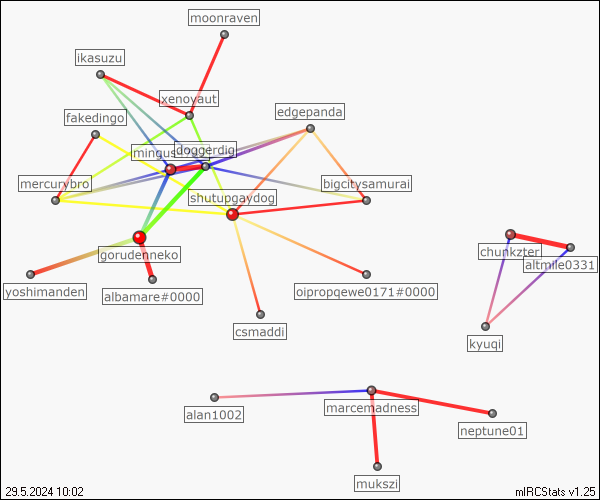 moonraven
ikasuzu
xenoyaut
edgepanda
fakedingo
mingus
doggerdig
mercurybro
bigcitysamurai
shutupgaydog
gorudenneko
chunkzter
altmile0331
yoshimanden
albamare#0000
oipropqewe0171#0000
csmaddi
kyuqi
alan1002
marcemadness
neptune01
mukszi
29.5.2024 10:02
mIRCStats v1.25